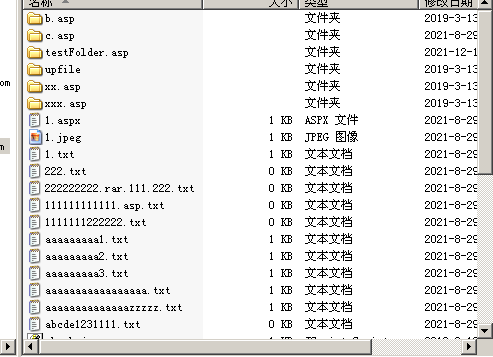 名称 大小 类型 修改日期
b.asp 文件夹 2019-3-13
c.asp 文件夹 2021-8-29
testFolder.asp 文件夹 2021-12-1
upfile 文件夹 2019-3-13
xx.asp 文件夹 2019-3-13
xxx.asp 文件夹 2019-3-13
1.aspx 1 KB ASPX 文件 2021-8-29
1.jpeg 1 KB JPEG 图像 2021-8-29
1.txt 1 KB 文本文档 2021-8-29
222.txt 0 KB 文本文档 2021-8-29
222222222.rar.111.222.txt 0 KB 文本文档 2021-8-29
111111111111.asp.txt 0 KB 文本文档 2021-8-29
1111111222222.txt 0 KB 文本文档 2021-8-29
aaaaaaaaa1.txt 1 KB 文本文档 2021-8-29
aaaaaaaaa2.txt 1 KB 文本文档 2021-8-29
aaaaaaaaa3.txt 1 KB 文本文档 2021-8-29
aaaaaaaaaaaaaaaaa.txt 1 KB 文本文档 2021-8-29
aaaaaaaaaaaaaazzzzz.txt 1 KB 文本文档 2021-8-29
abcde1231111.txt 0 KB 文本文档 2021-8-29
om
m